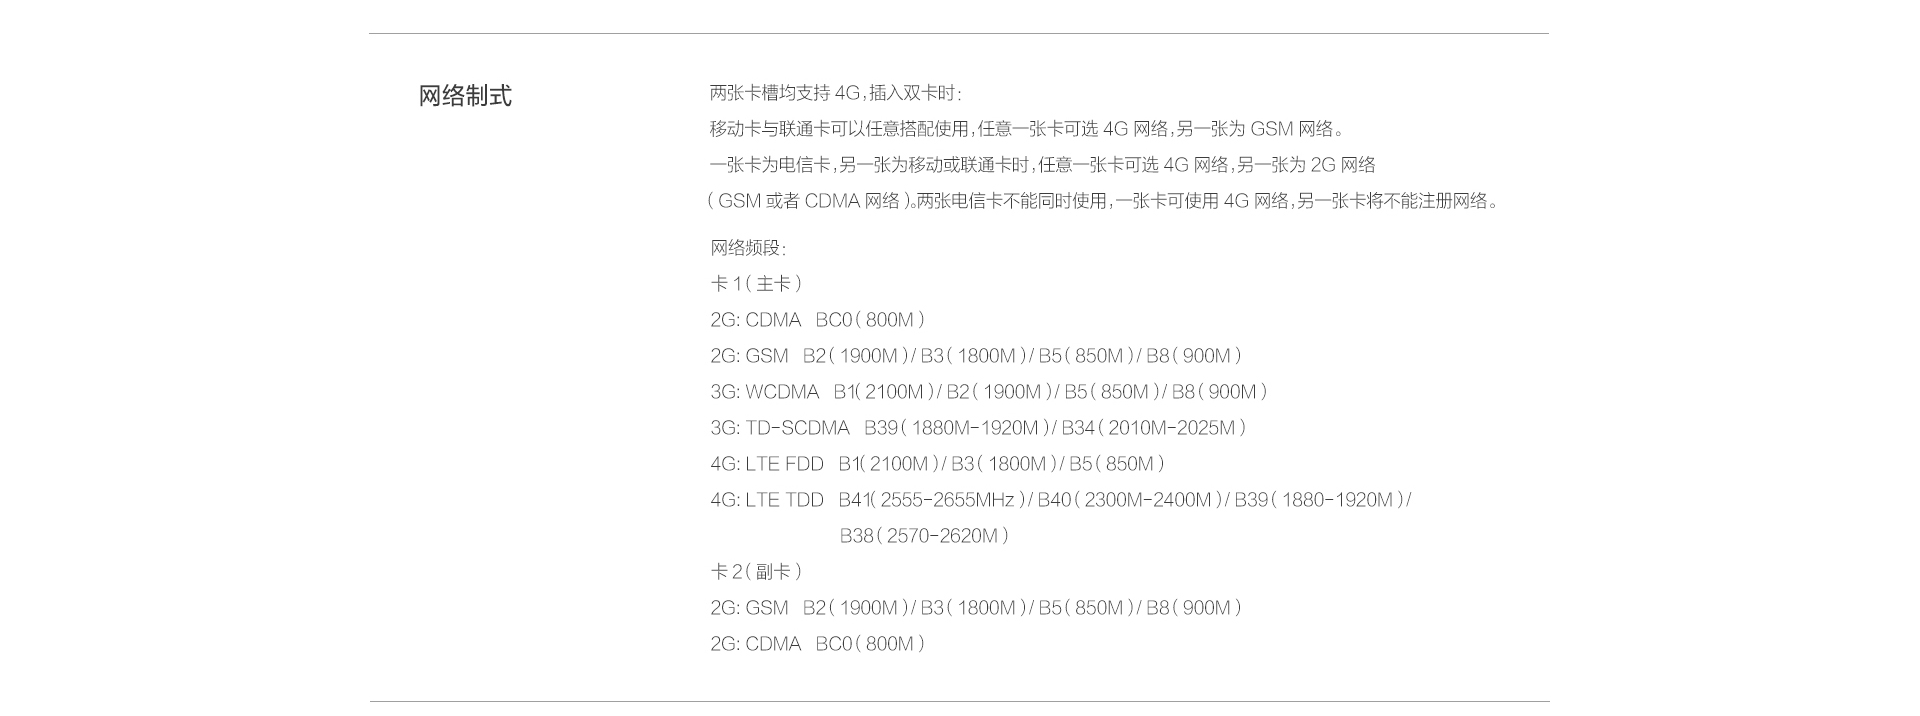 网络制式
两张卡槽均支持 4G,插入双卡时:
移动卡与联通卡可以任意搭配使用,任意一张卡可选 4G 网络,另一张为 GSM 网络。
一张卡为电信卡,另一张为移动或联通卡时,任意一张卡可选 4G 网络,另一张为 2G 网络
( GSM 或者 CDMA 网络 )。两张电信卡不能同时使用,一张卡可使用 4G 网络,另一张卡将不能注册网络。
网络频段:
卡 1 ( 主卡 )
2G: CDMA BC0 ( 800M )
2G: GSM B2 ( 1900M ) / B3 ( 1800M ) / B5 ( 850M ) / B8 ( 900M )
3G: WCDMA B1( 2100M ) / B2 ( 1900M ) / B5 ( 850M ) / B8 ( 900M )
3G: TD-SCDMA B39 ( 1880M-1920M ) / B34 ( 2010M-2025M )
4G: LTE FDD B1( 2100M ) / B3 ( 1800M ) / B5 ( 850M )
4G: LTE TDD B41( 2555-2655MHz ) / B40 ( 2300M-2400M ) / B39 ( 1880-1920M ) /
B38 ( 2570-2620M )
卡 2 ( 副卡 )
2G: GSM B2 ( 1900M ) / B3 ( 1800M ) / B5 ( 850M ) / B8 ( 900M )
2G: CDMA BC0 ( 800M )